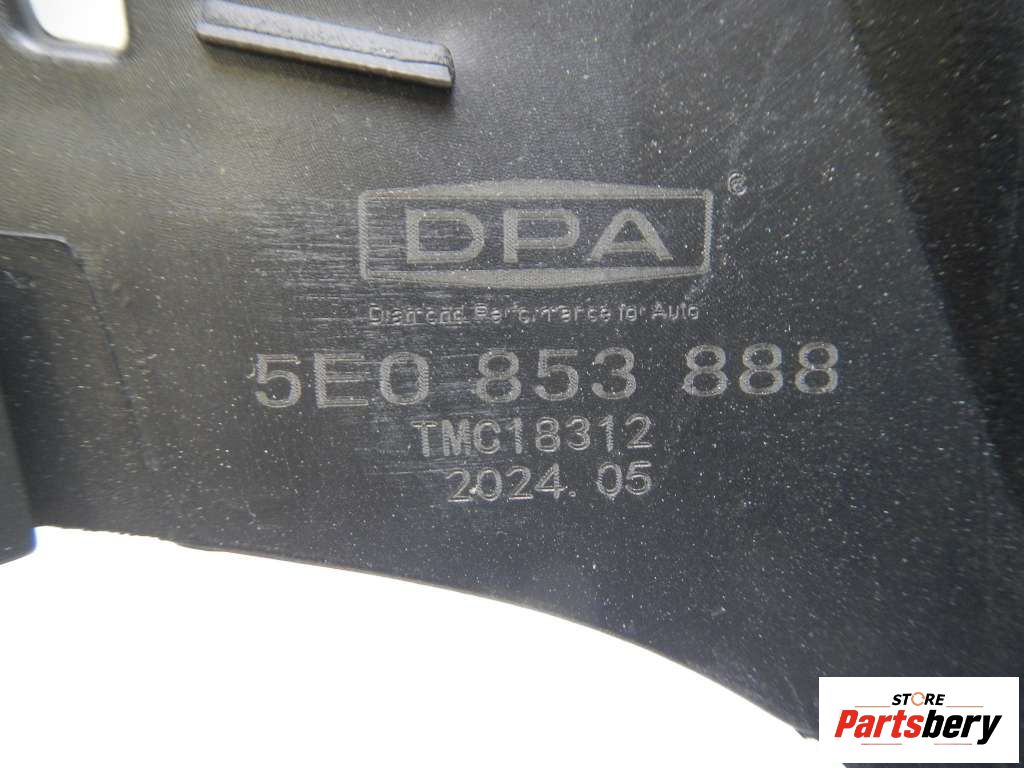 DPA®
Diamond Performance for Auto
5E0 853 888
TMC18312
2024.05
STORE
Partsbery